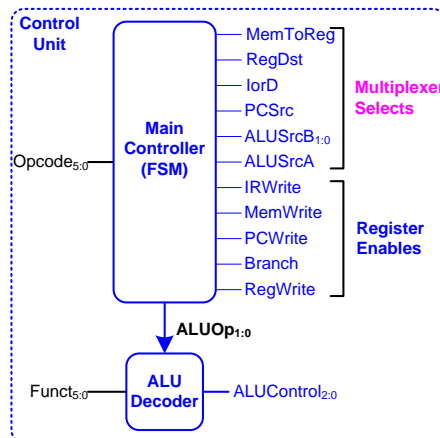 Control
Unit
MemToReg
RegDst
IorD
PCSrc
ALUSrcB1:0
ALUSrcA
Multiplexer
Selects
Main
Controller
(FSM)
Opcode5:0
IRWrite
MemWrite
PCWrite
Branch
RegWrite
Register
Enables
ALUOp1:0
ALU
Decoder
Funct5:0
ALUControl2:0